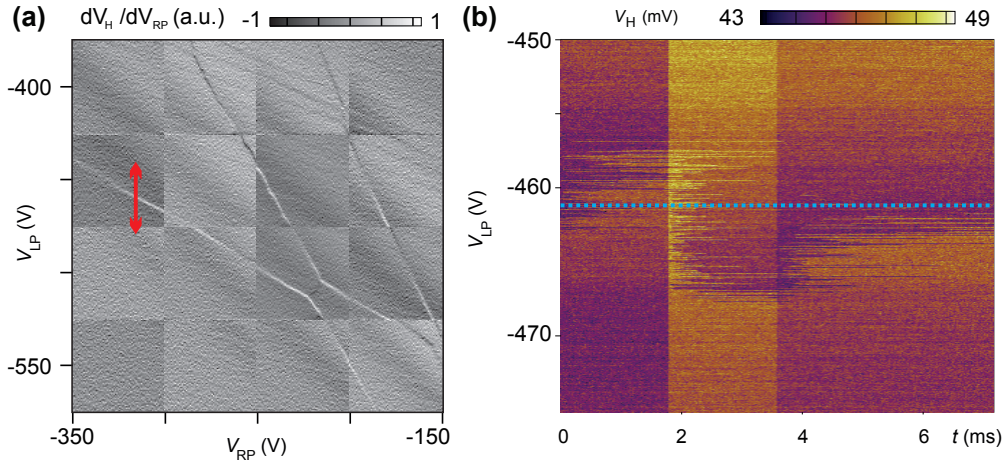 (a)
dV_H /dV_RP (a.u.) -1 1
-400
V_LP (V)
-550
-350 V_RP (V) -150
(b)
V_H (mV) 43 49
-450
-460
V_LP (V)
-470
0 2 4 6 t (ms)